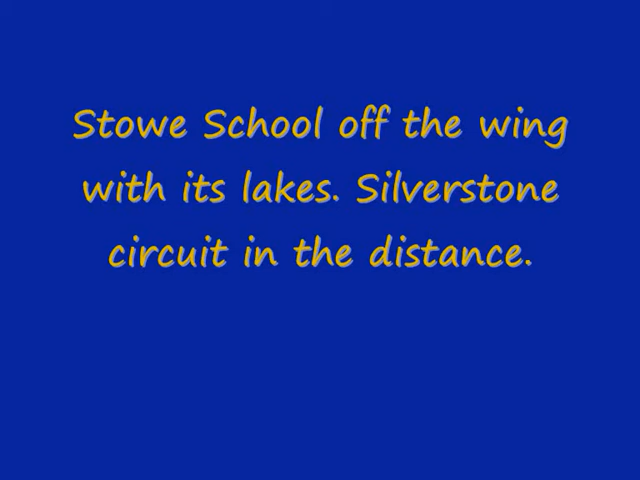 Stowe School off the wing
with its lakes. Silverstone
circuit in the distance.